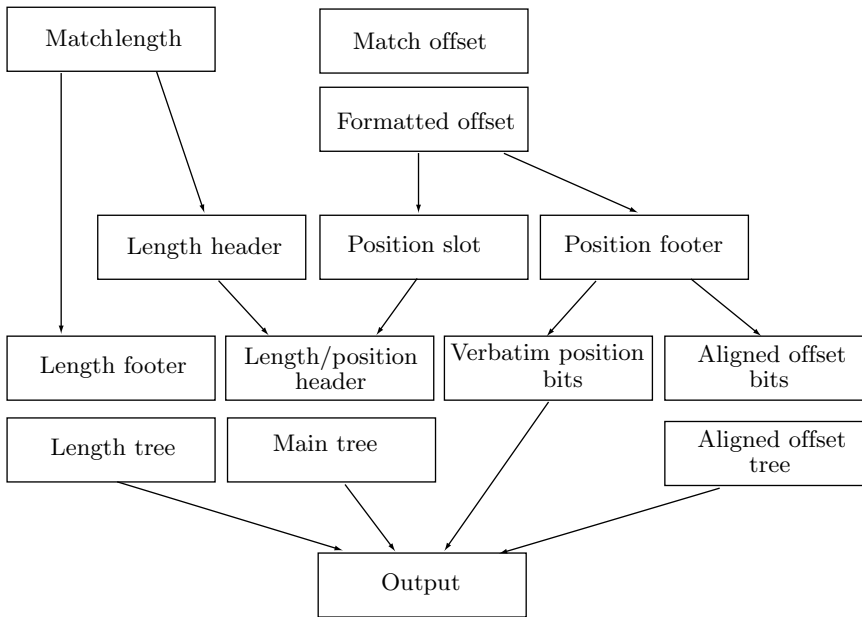 Matchlength
Match offset
Formatted offset
Length header
Position slot
Position footer
Length footer
Length/position
header
Verbatim position
bits
Aligned offset
bits
Length tree
Main tree
Aligned offset
tree
Output